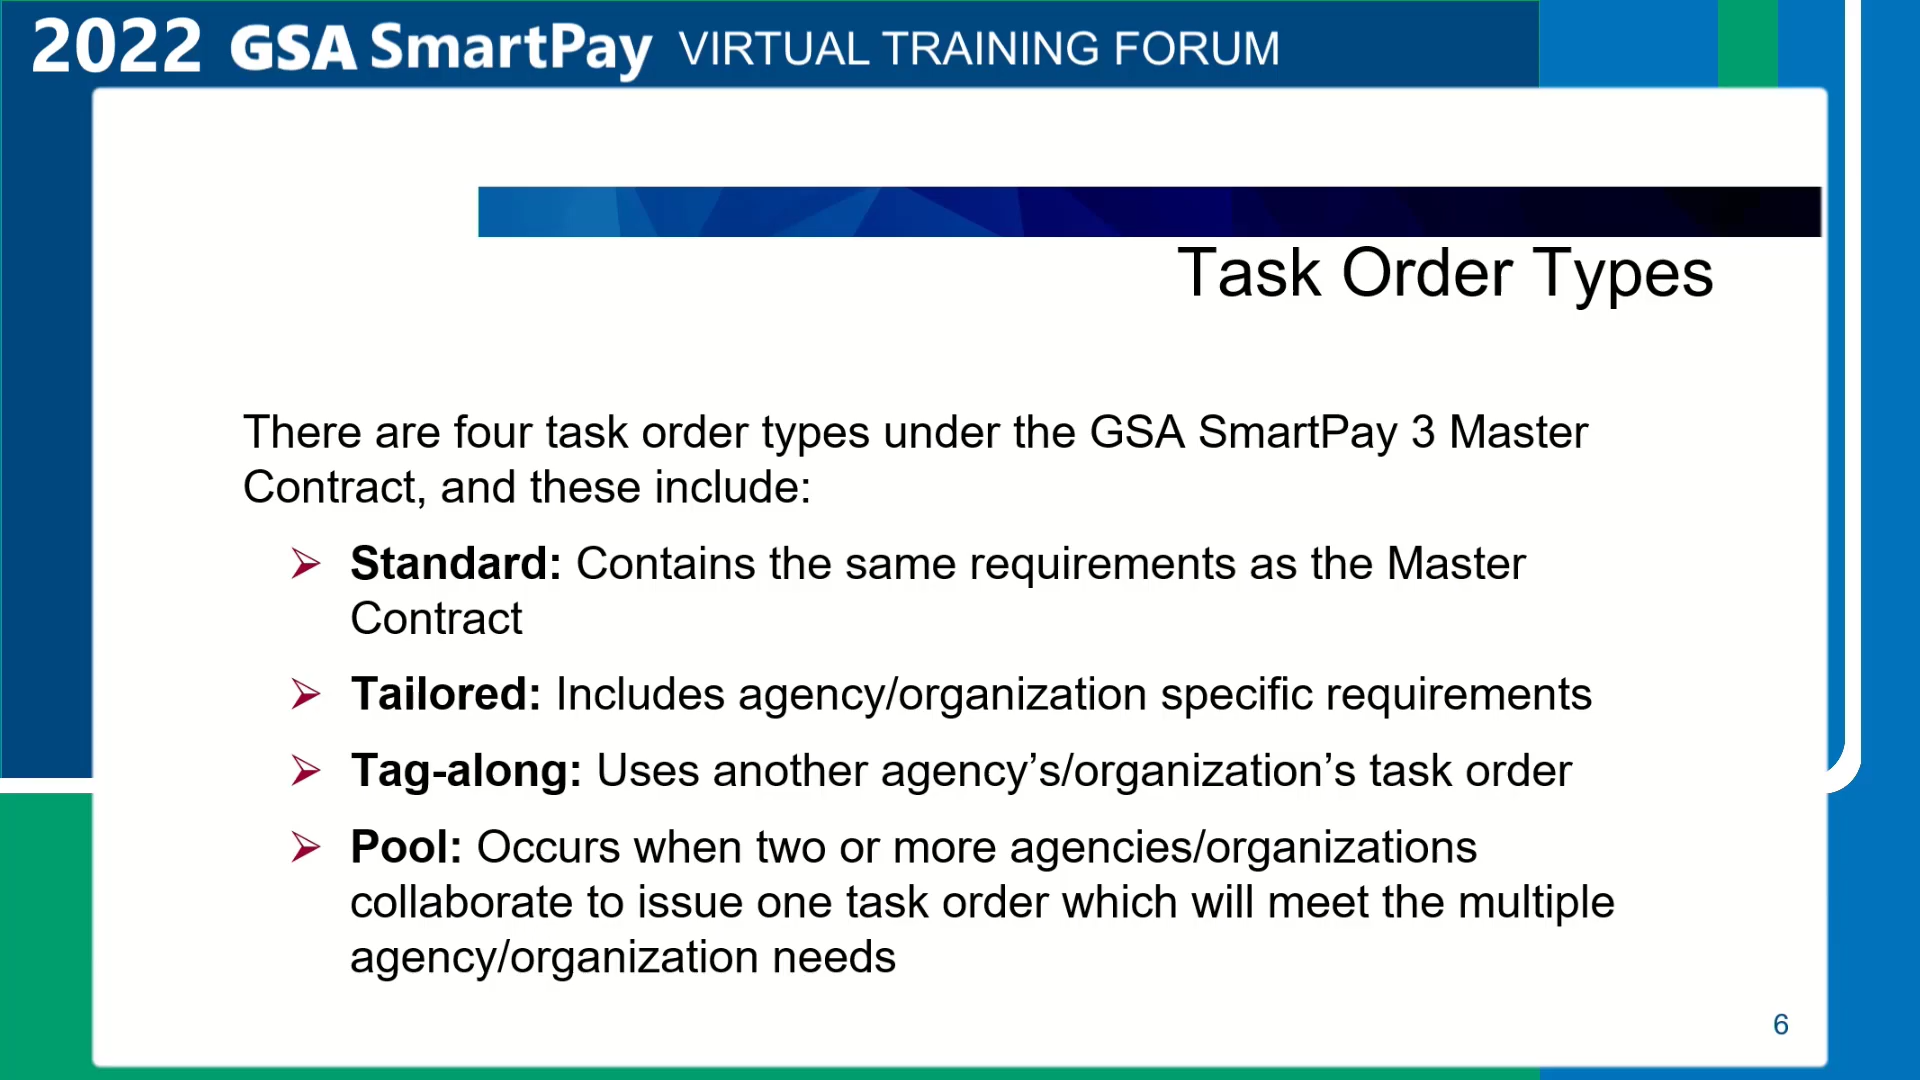 2022 GSA SmartPay VIRTUAL TRAINING FORUM
Task Order Types
There are four task order types under the GSA SmartPay 3 Master
Contract, and these include:
➢ Standard: Contains the same requirements as the Master
Contract
➢ Tailored: Includes agency/organization specific requirements
➢ Tag-along: Uses another agency’s/organization’s task order
➢ Pool: Occurs when two or more agencies/organizations
collaborate to issue one task order which will meet the multiple
agency/organization needs
6